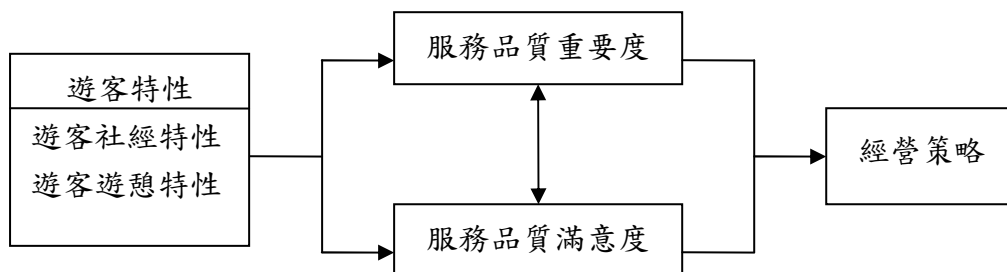 服務品質重要度
遊客特性
遊客社經特性
遊客遊憩特性
經營策略
服務品質滿意度